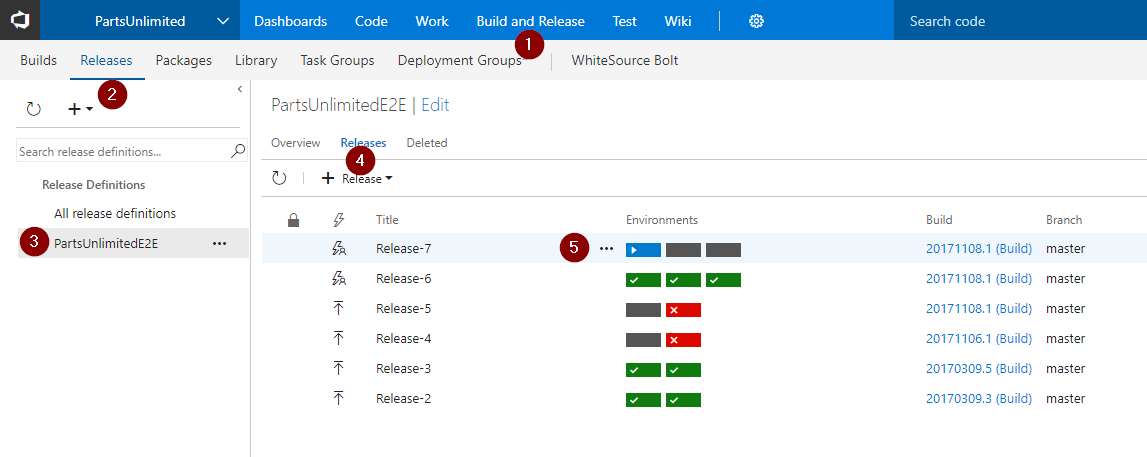 PartsUnlimited Dashboards Code Work Build and Release Test Wiki Search code
1
Builds Releases Packages Library Task Groups Deployment Groups WhiteSource Bolt
2
PartsUnlimitedE2E | Edit
Search release definitions...
Overview Releases Deleted
4
Release
Release Definitions
All release definitions
3 PartsUnlimitedE2E ...
Title Environments Build Branch
Release-7 5 ... 20171108.1 (Build) master
Release-6 20171108.1 (Build) master
Release-5 20171108.1 (Build) master
Release-4 20171106.1 (Build) master
Release-3 20170309.5 (Build) master
Release-2 20170309.3 (Build) master